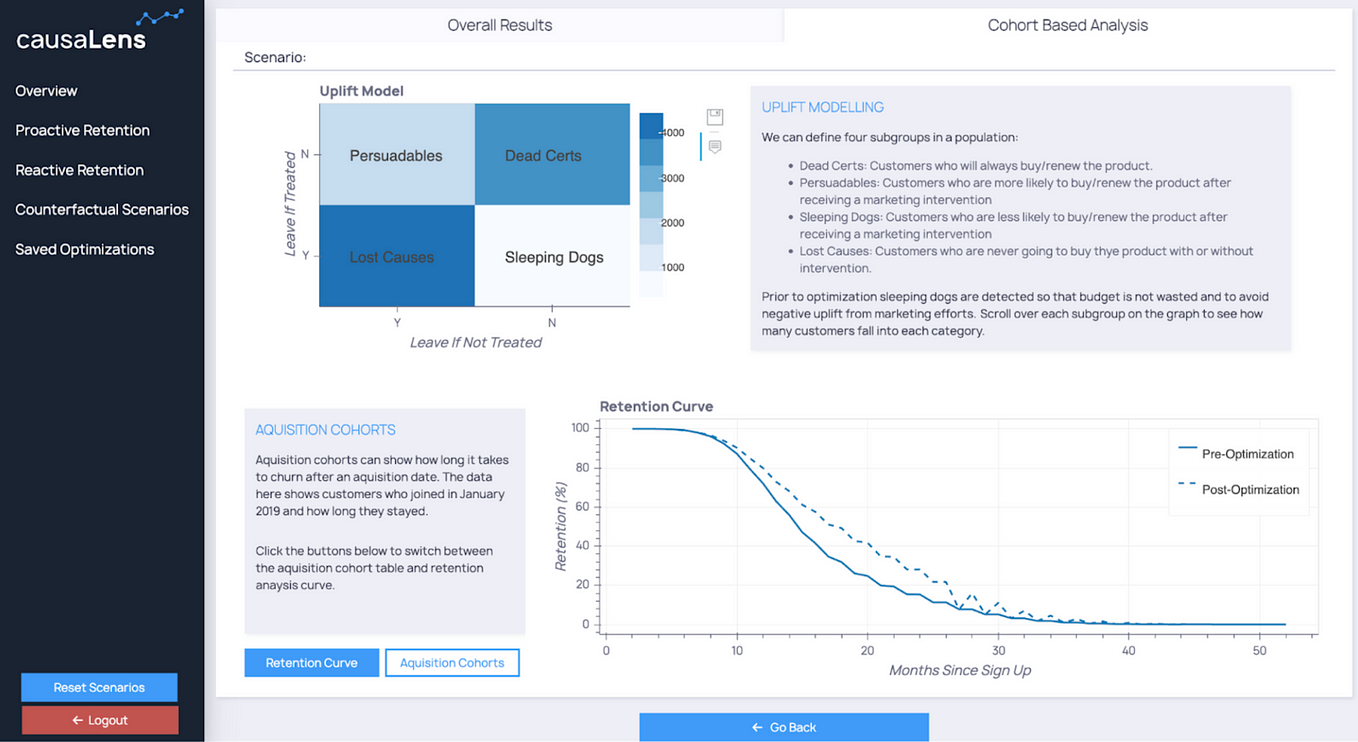 causaLens
Overview
Proactive Retention
Reactive Retention
Counterfactual Scenarios
Saved Optimizations
Reset Scenarios
← Logout
Overall Results
Cohort Based Analysis
Scenario:
Uplift Model
Leave If Treated
N
Y
Persuadables
Dead Certs
Lost Causes
Sleeping Dogs
Y
N
Leave If Not Treated
4000
3000
2000
1000
UPLIFT MODELLING
We can define four subgroups in a population:
• Dead Certs: Customers who will always buy/renew the product.
• Persuadables: Customers who are more likely to buy/renew the product after
receiving a marketing intervention
• Sleeping Dogs: Customers who are less likely to buy/renew the product after
receiving a marketing intervention
• Lost Causes: Customers who are never going to buy thye product with or without
intervention.
Prior to optimization sleeping dogs are detected so that budget is not wasted and to avoid
negative uplift from marketing efforts. Scroll over each subgroup on the graph to see how
many customers fall into each category.
AQUISITION COHORTS
Aquisition cohorts can show how long it takes
to churn after an aquisition date. The data
here shows customers who joined in January
2019 and how long they stayed.
Click the buttons below to switch between
the aquisition cohort table and retention
anaysis curve.
Retention Curve
Aquisition Cohorts
Retention Curve
Retention (%)
100
80
60
40
20
0
0
10
20
30
40
50
Months Since Sign Up
Pre-Optimization
Post-Optimization
← Go Back